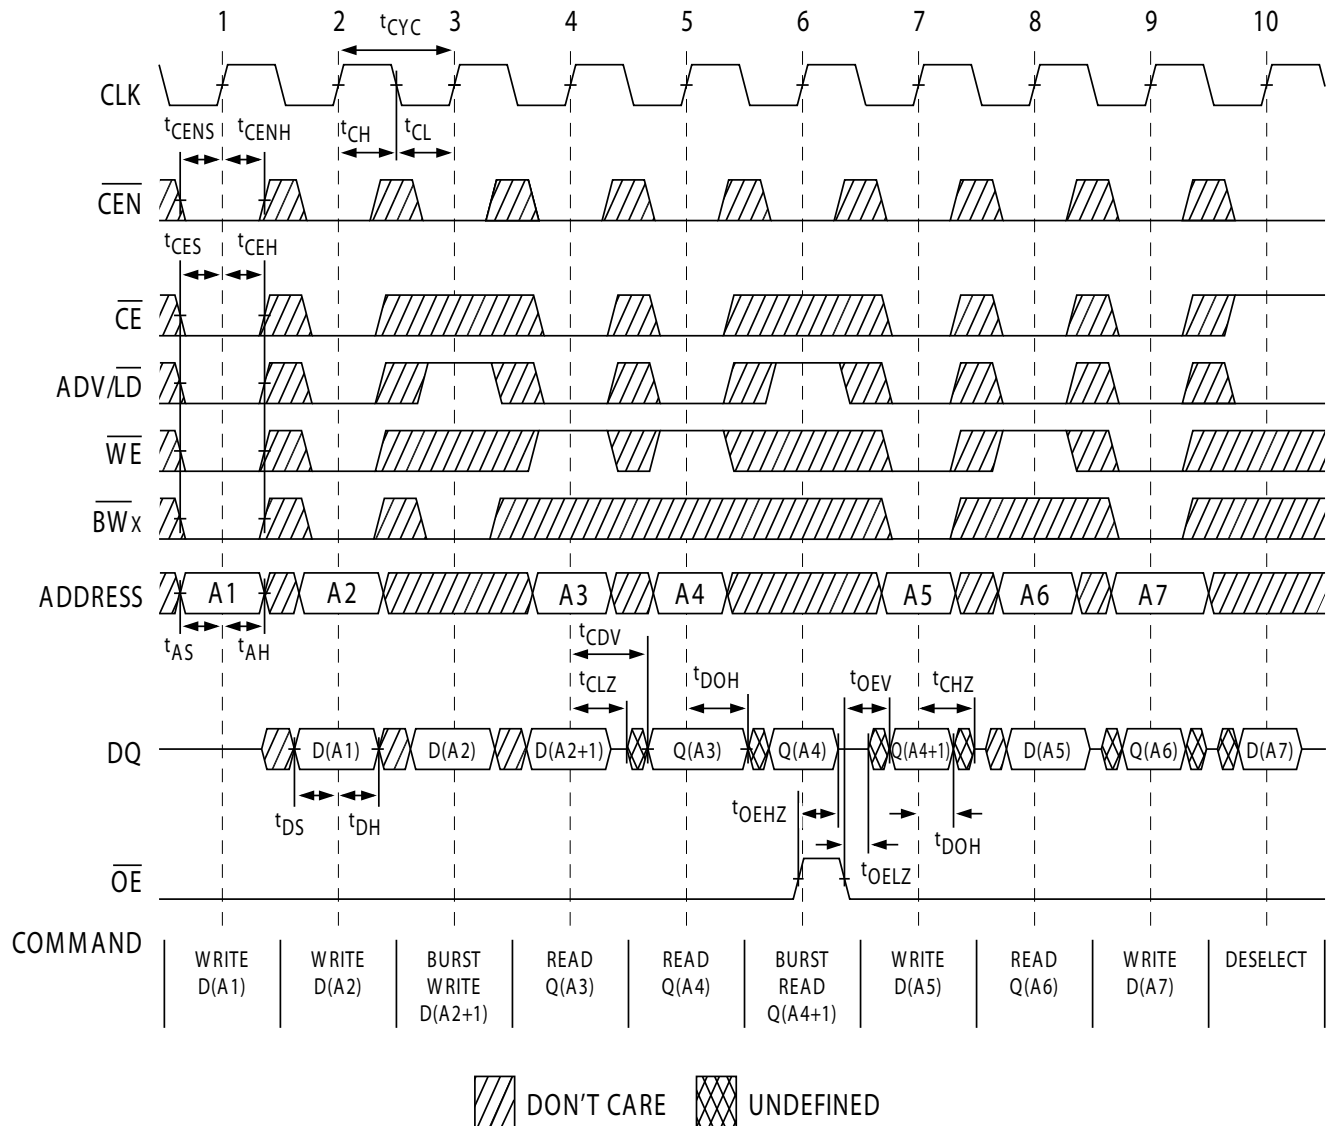 1 2 3 4 5 6 7 8 9 10
tCYC
CLK
tCENS tCENH tCH tCL
CEN
tCES tCEH
CE
ADV/LD
WE
BWX
ADDRESS A1 A2 A3 A4 A5 A6 A7
tAS tAH tCDV
tCLZ tDOH tOEV tCHZ
DQ D(A1) D(A2) D(A2+1) Q(A3) Q(A4) Q(A4+1) D(A5) Q(A6) D(A7)
tDS tDH tOEHZ tDOH
tOELZ
OE
COMMAND
WRITE WRITE BURST READ READ BURST WRITE READ WRITE DESELECT
D(A1) D(A2) WRITE Q(A3) Q(A4) READ D(A5) Q(A6) D(A7)
D(A2+1) Q(A4+1)
DON'T CARE UNDEFINED